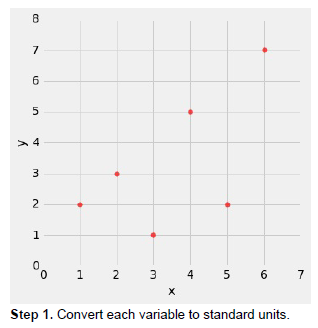 8
7
6
5
y 4
3
2
1
0
0 1 2 3 4 5 6 7
x
Step 1. Convert each variable to standard units.